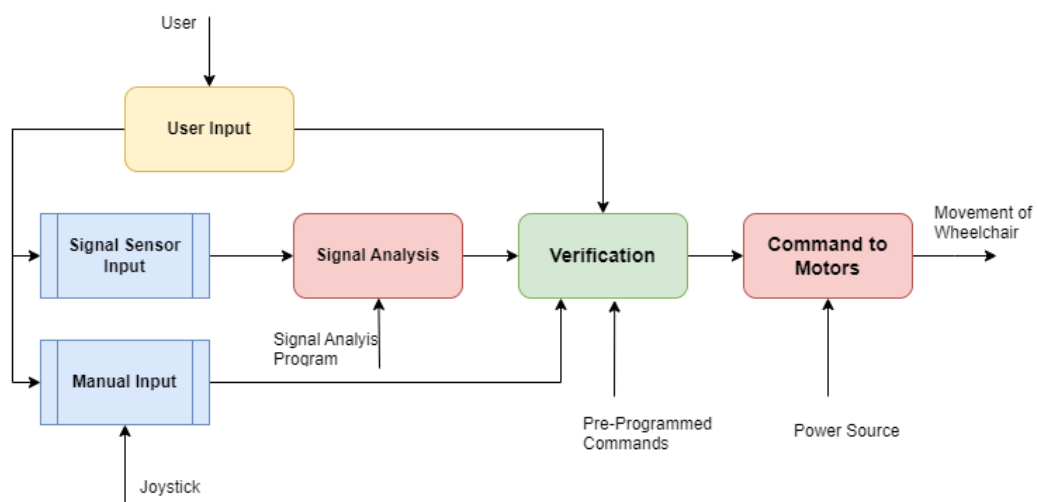 User
User Input
Signal Sensor
Input
Signal Analysis
Verification
Command to
Motors
Movement of
Wheelchair
Signal Analyis
Program
Manual Input
Pre-Programmed
Commands
Power Source
Joystick